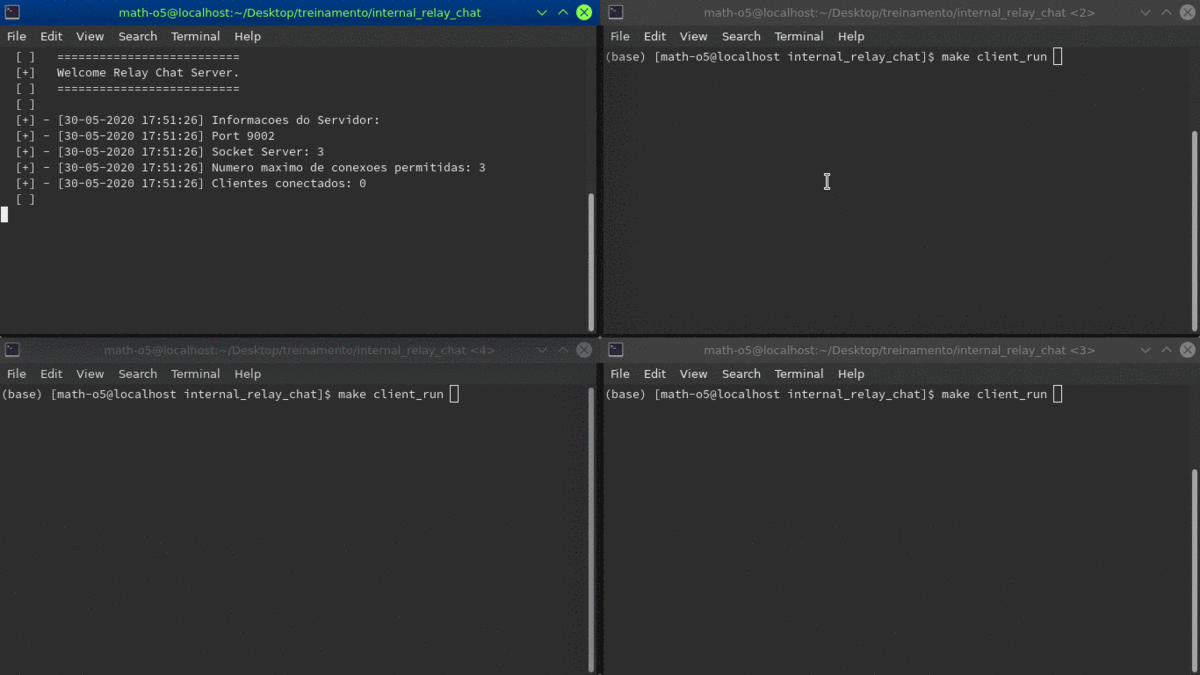 math-o5@localhost:~/Desktop/treinamento/internal_relay_chat
File Edit View Search Terminal Help
[ ] ==========================
[+] Welcome Relay Chat Server.
[ ] ==========================
[ ]
[+] - [30-05-2020 17:51:26] Informacoes do Servidor:
[+] - [30-05-2020 17:51:26] Port 9002
[+] - [30-05-2020 17:51:26] Socket Server: 3
[+] - [30-05-2020 17:51:26] Numero maximo de conexoes permitidas: 3
[+] - [30-05-2020 17:51:26] Clientes conectados: 0
[ ]
math-o5@localhost:~/Desktop/treinamento/internal_relay_chat <2>
File Edit View Search Terminal Help
(base) [math-o5@localhost internal_relay_chat]$ make client_run
math-o5@localhost:~/Desktop/treinamento/internal_relay_chat <4>
File Edit View Search Terminal Help
(base) [math-o5@localhost internal_relay_chat]$ make client_run
math-o5@localhost:~/Desktop/treinamento/internal_relay_chat <3>
File Edit View Search Terminal Help
(base) [math-o5@localhost internal_relay_chat]$ make client_run